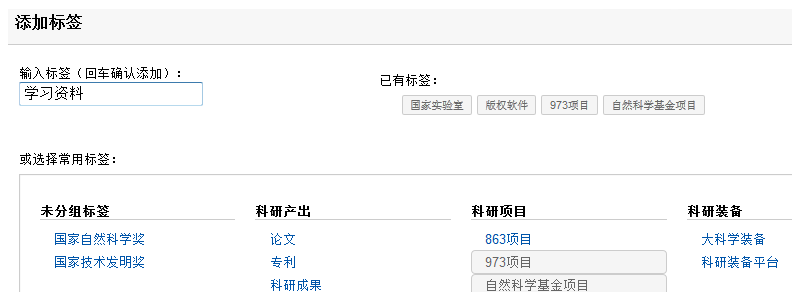 添加标签
输入标签（回车确认添加）：
学习资料
已有标签：
国家实验室 版权软件 973项目 自然科学基金项目
或选择常用标签：
未分组标签 科研产出 科研项目 科研装备
国家自然科学奖 论文 863项目 大科学装备
国家技术发明奖 专利 973项目 科研装备平台
科研成果 自然科学基金项目